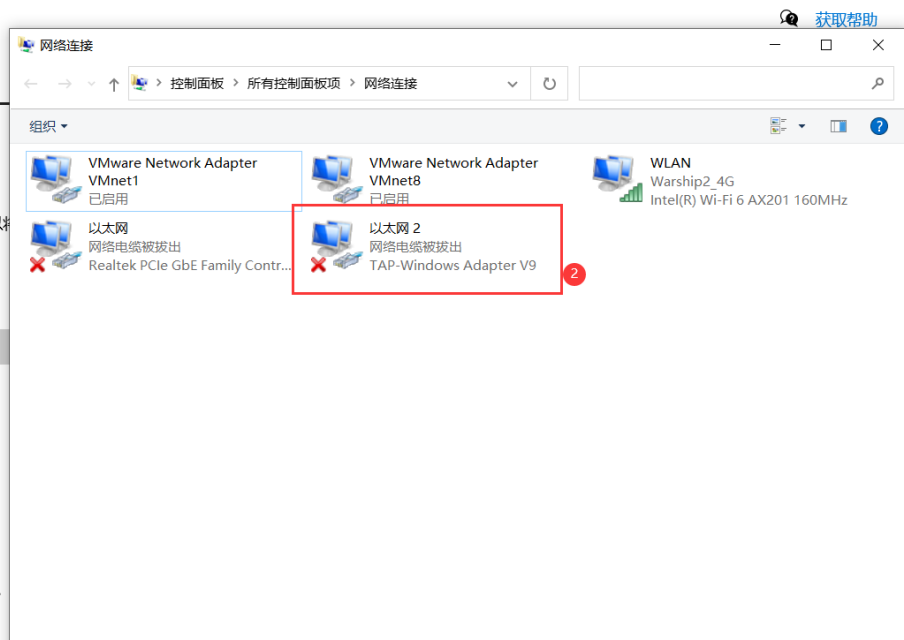 获取帮助
网络连接
控制面板 > 所有控制面板项 > 网络连接
组织
VMware Network Adapter
VMnet1
已启用
VMware Network Adapter
VMnet8
已启用
WLAN
Warship2_4G
Intel(R) Wi-Fi 6 AX201 160MHz
以太网
网络电缆被拔出
Realtek PCIe GbE Family Contr...
以太网 2
网络电缆被拔出
TAP-Windows Adapter V9
2